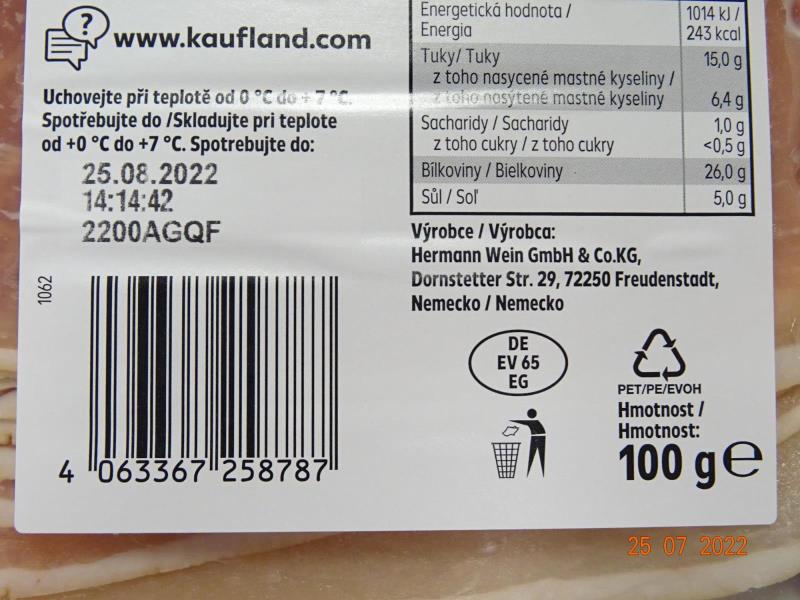 ?
www.kaufland.com
Uchovejte při teplotě od 0 °C do + 7 °C.
Spotřebujte do /Skladujte pri teplote
od +0 °C do +7 °C. Spotrebujte do:
25.08.2022
14:14:42
2200AGQF
1062
4 063367 258787
Energetická hodnota / 1014 kJ /
Energia 243 kcal
Tuky/ Tuky 15,0 g
z toho nasycené mastné kyseliny /
z toho nasýtené mastné kyseliny 6,4 g
Sacharidy / Sacharidy 1,0 g
z toho cukry / z toho cukry <0,5 g
Bílkoviny / Bielkoviny 26,0 g
Sůl / Soľ 5,0 g
Výrobce / Výrobca:
Hermann Wein GmbH & Co.KG,
Dornstetter Str. 29, 72250 Freudenstadt,
Nemecko / Nemecko
DE
EV 65
EG
PET/PE/EVOH
Hmotnost /
Hmotnost:
100 g e
25 07 2022